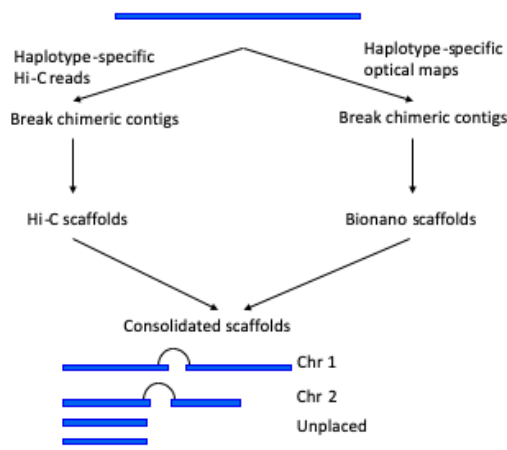 Haplotype-specific
Hi-C reads
Haplotype-specific
optical maps
Break chimeric contigs
Break chimeric contigs
Hi-C scaffolds
Bionano scaffolds
Consolidated scaffolds
Chr 1
Chr 2
Unplaced